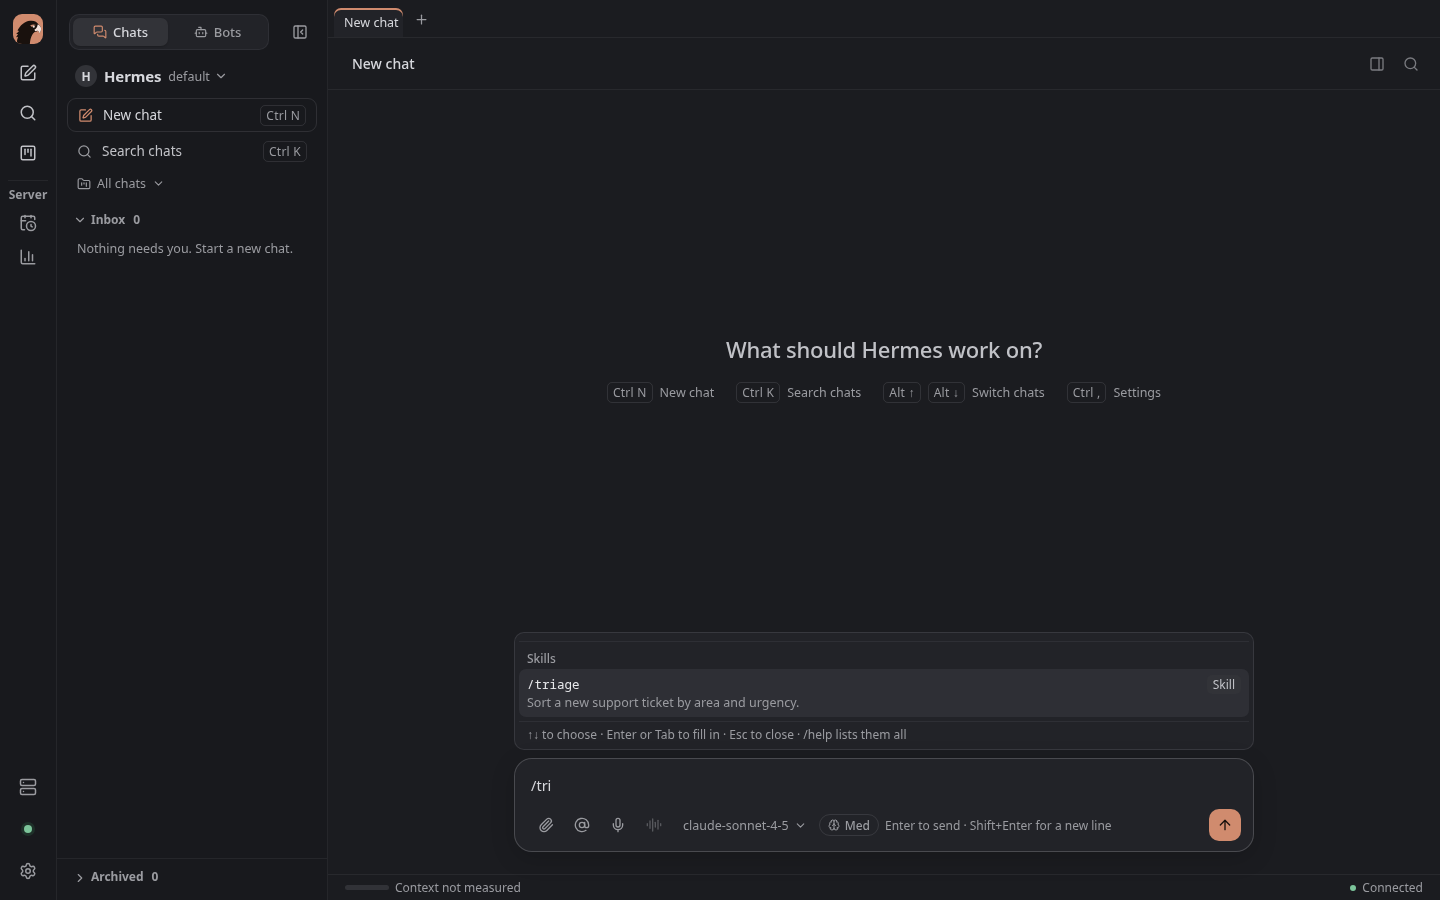 Chats
Bots
H Hermes default
New chat Ctrl N
Search chats Ctrl K
All chats
Server
Inbox 0
Nothing needs you. Start a new chat.
Archived 0
New chat
New chat
What should Hermes work on?
Ctrl N New chat Ctrl K Search chats Alt ↑ Alt ↓ Switch chats Ctrl , Settings
Skills
/triage Skill
Sort a new support ticket by area and urgency.
↑↓ to choose · Enter or Tab to fill in · Esc to close · /help lists them all
/tri
claude-sonnet-4-5 Med Enter to send · Shift+Enter for a new line
Context not measured
Connected